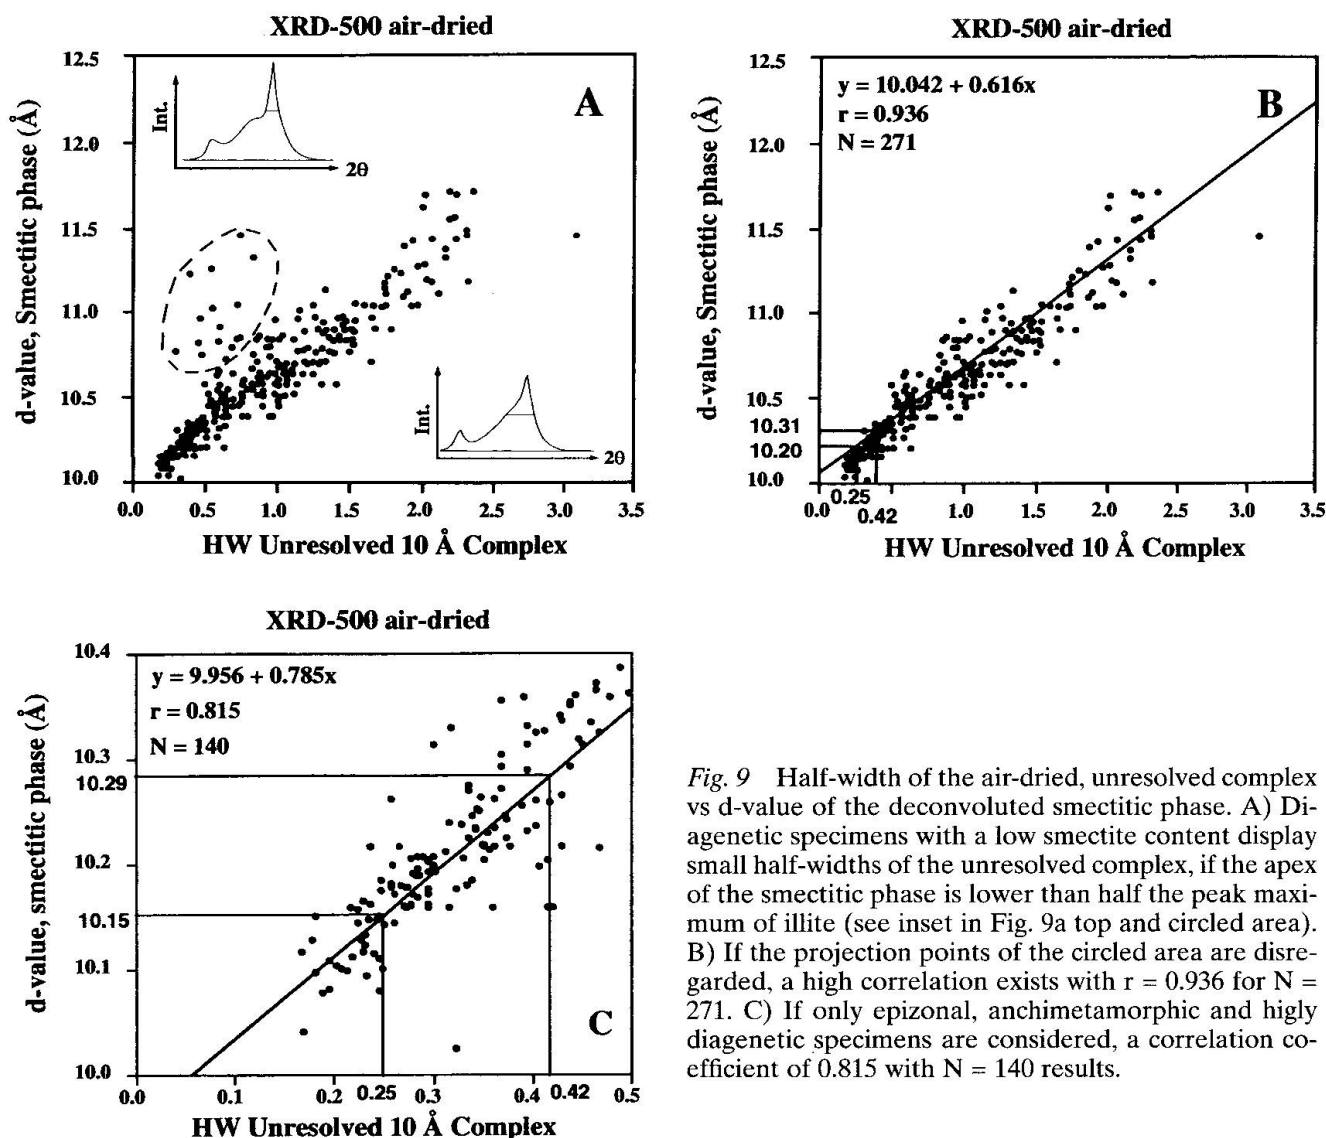 XRD-500 air-dried
d-value, Smectitic phase (Å)
12.5
12.0
11.5
11.0
10.5
10.0
A
Int.
2θ
Int.
2θ
0.0 0.5 1.0 1.5 2.0 2.5 3.0 3.5
HW Unresolved 10 Å Complex
XRD-500 air-dried
d-value, Smectitic phase (Å)
12.5
12.0
11.5
11.0
10.5
10.31
10.20
10.0
y = 10.042 + 0.616x
r = 0.936
N = 271
B
0.0 0.25 0.42 1.0 1.5 2.0 2.5 3.0 3.5
HW Unresolved 10 Å Complex
XRD-500 air-dried
d-value, smectitic phase (Å)
10.4
10.3
10.29
10.2
10.15
10.1
10.0
y = 9.956 + 0.785x
r = 0.815
N = 140
C
0.0 0.1 0.2 0.25 0.3 0.4 0.42 0.5
HW Unresolved 10 Å Complex
Fig. 9 Half-width of the air-dried, unresolved complex
vs d-value of the deconvoluted smectitic phase. A) Di-
agenetic specimens with a low smectite content display
small half-widths of the unresolved complex, if the apex
of the smectitic phase is lower than half the peak maxi-
mum of illite (see inset in Fig. 9a top and circled area).
B) If the projection points of the circled area are disre-
garded, a high correlation exists with r = 0.936 for N =
271. C) If only epizonal, anchimetamorphic and higly
diagenetic specimens are considered, a correlation co-
efficient of 0.815 with N = 140 results.